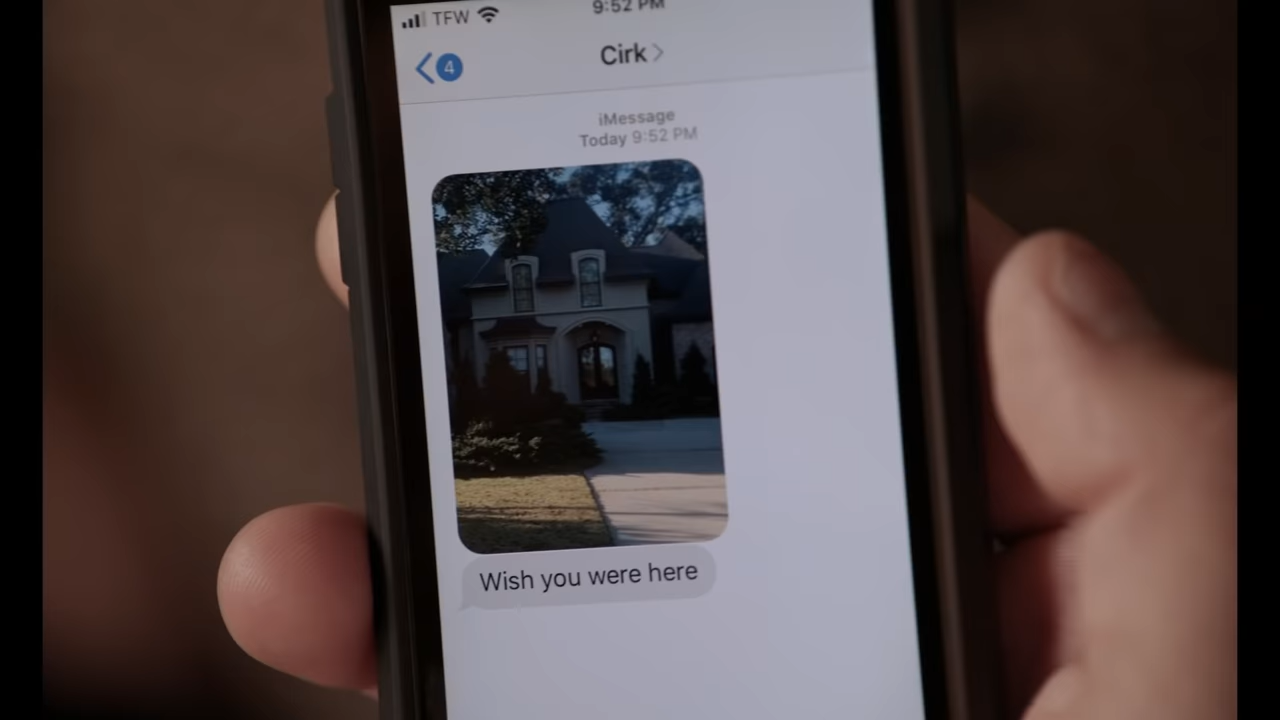 TFW 9:52 PM
4 Cirk
iMessage
Today 9:52 PM
Wish you were here